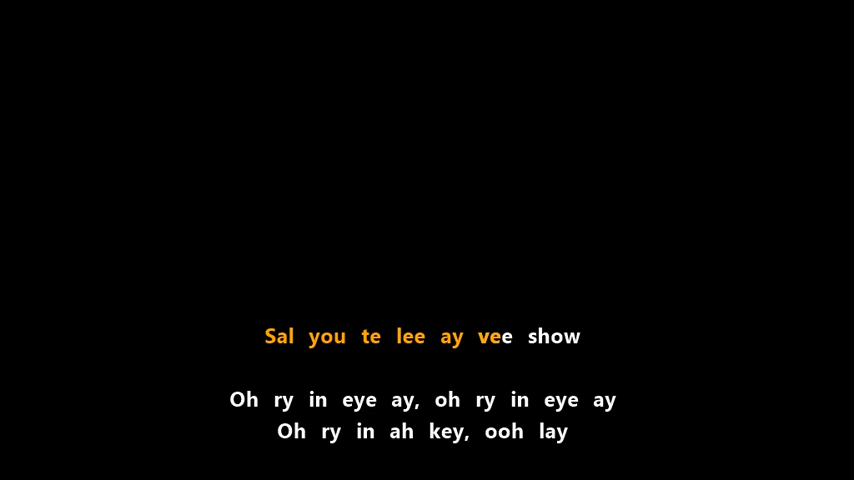 Sal you te lee ay vee show
Oh ry in eye ay, oh ry in eye ay
Oh ry in ah key, ooh lay